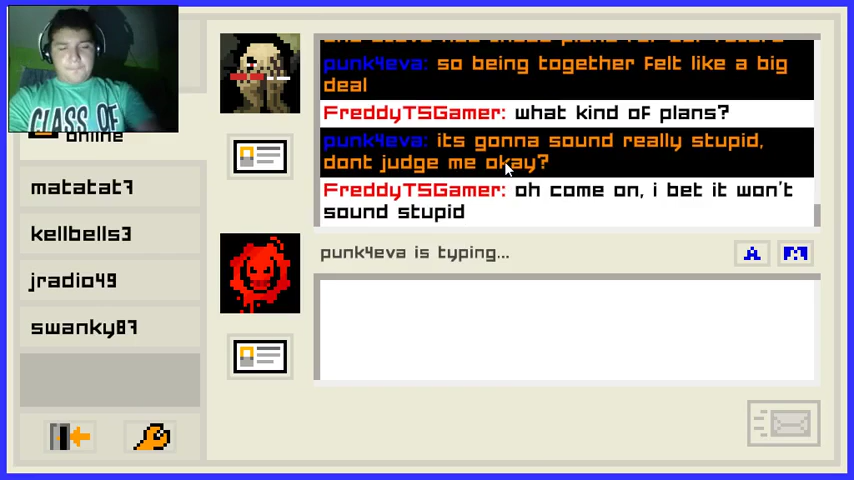 CLASS OF
online
matatat7
kellbells3
jradio49
swanky87
punk4eva: so being together felt like a big
deal
FreddyTSGamer: what kind of plans?
punk4eva: its gonna sound really stupid,
dont judge me okay?
FreddyTSGamer: oh come on, i bet it won't
sound stupid
punk4eva is typing...
A